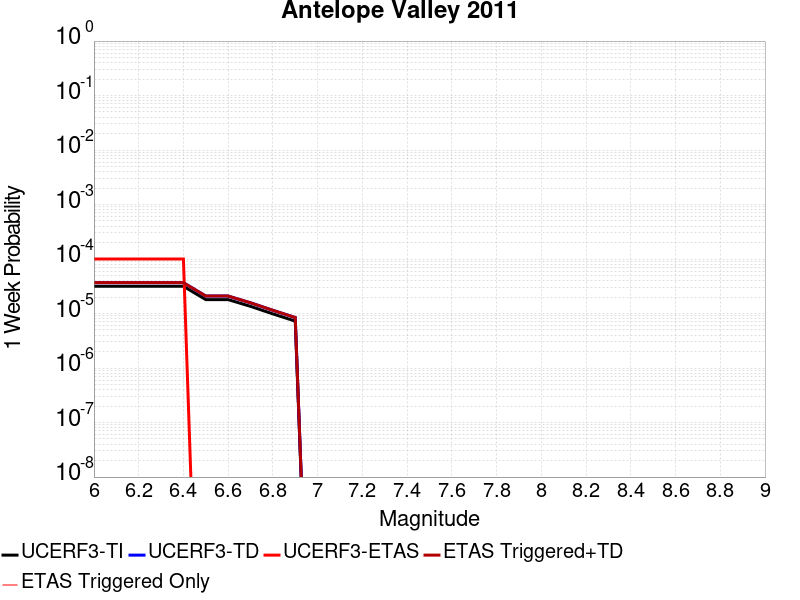 Antelope Valley 2011
10^0
10^-1
10^-2
10^-3
10^-4
10^-5
10^-6
10^-7
10^-8
1 Week Probability
6 6.2 6.4 6.6 6.8 7 7.2 7.4 7.6 7.8 8 8.2 8.4 8.6 8.8 9
Magnitude
UCERF3-TI UCERF3-TD UCERF3-ETAS ETAS Triggered+TD
ETAS Triggered Only